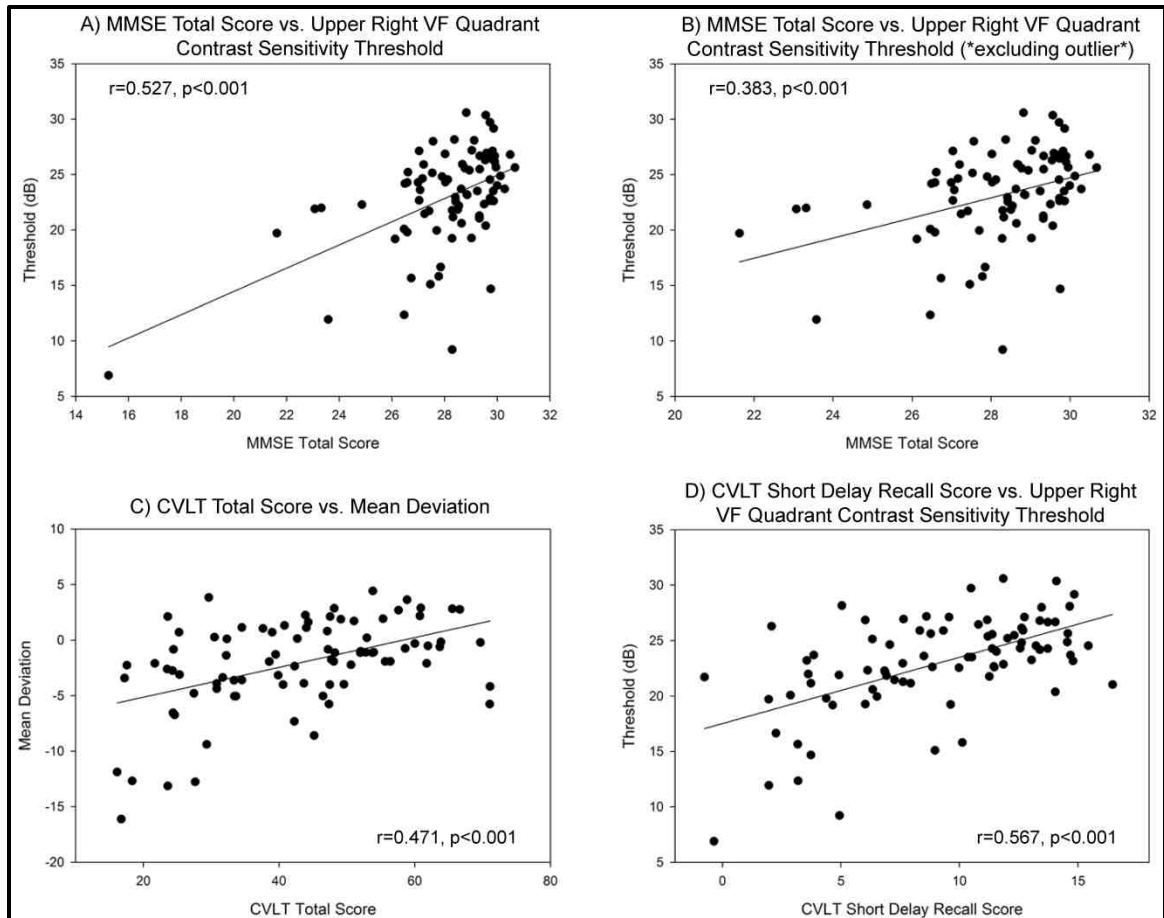 A) MMSE Total Score vs. Upper Right VF Quadrant
Contrast Sensitivity Threshold
r=0.527, p<0.001
35
30
25
20
15
10
5
Threshold (dB)
14 16 18 20 22 24 26 28 30 32
MMSE Total Score
B) MMSE Total Score vs. Upper Right VF Quadrant
Contrast Sensitivity Threshold (*excluding outlier*)
r=0.383, p<0.001
35
30
25
20
15
10
5
Threshold (dB)
20 22 24 26 28 30 32
MMSE Total Score
C) CVLT Total Score vs. Mean Deviation
10
5
0
-5
-10
-15
-20
Mean Deviation
r=0.471, p<0.001
20 40 60 80
CVLT Total Score
D) CVLT Short Delay Recall Score vs. Upper Right
VF Quadrant Contrast Sensitivity Threshold
35
30
25
20
15
10
5
Threshold (dB)
r=0.567, p<0.001
0 5 10 15
CVLT Short Delay Recall Score